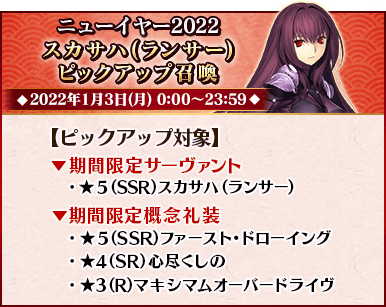 ニューイヤー2022
スカサハ(ランサー)
ピックアップ召喚
◆2022年1月3日(月) 0:00～23:59◆
【ピックアップ対象】
▼期間限定サーヴァント
・★5(SSR)スカサハ(ランサー)
▼期間限定概念礼装
・★5(SSR)ファースト・ドローイング
・★4(SR)心尽くしの
・★3(R)マキシマムオーバードライヴ